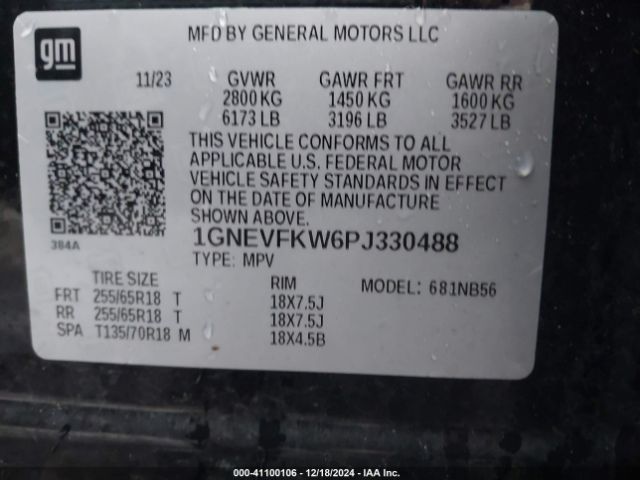 gm
MFD BY GENERAL MOTORS LLC
11/23 GVWR GAWR FRT GAWR RR
2800 KG 1450 KG 1600 KG
6173 LB 3196 LB 3527 LB
THIS VEHICLE CONFORMS TO ALL
APPLICABLE U.S. FEDERAL MOTOR
VEHICLE SAFETY STANDARDS IN EFFECT
ON THE DATE OF MANUFACTURE
SHOWN ABOVE.
384A
1GNEVFKW6PJ330488
TYPE: MPV
TIRE SIZE RIM MODEL: 681NB56
FRT 255/65R18 T 18X7.5J
RR 255/65R18 T 18X7.5J
SPA T135/70R18 M 18X4.5B
000-41100106 - 12/18/2024 - IAA Inc.